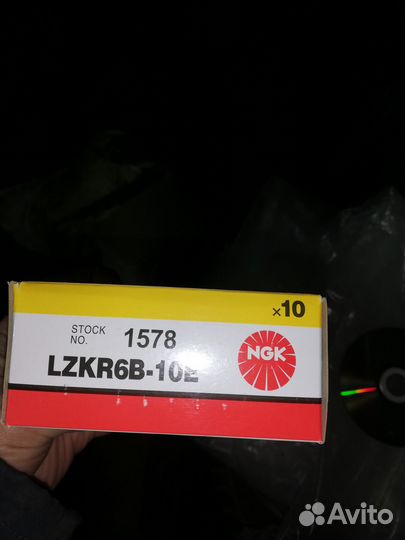 ×10
STOCK NO. 1578
LZKR6B-10E
NGK
Avito